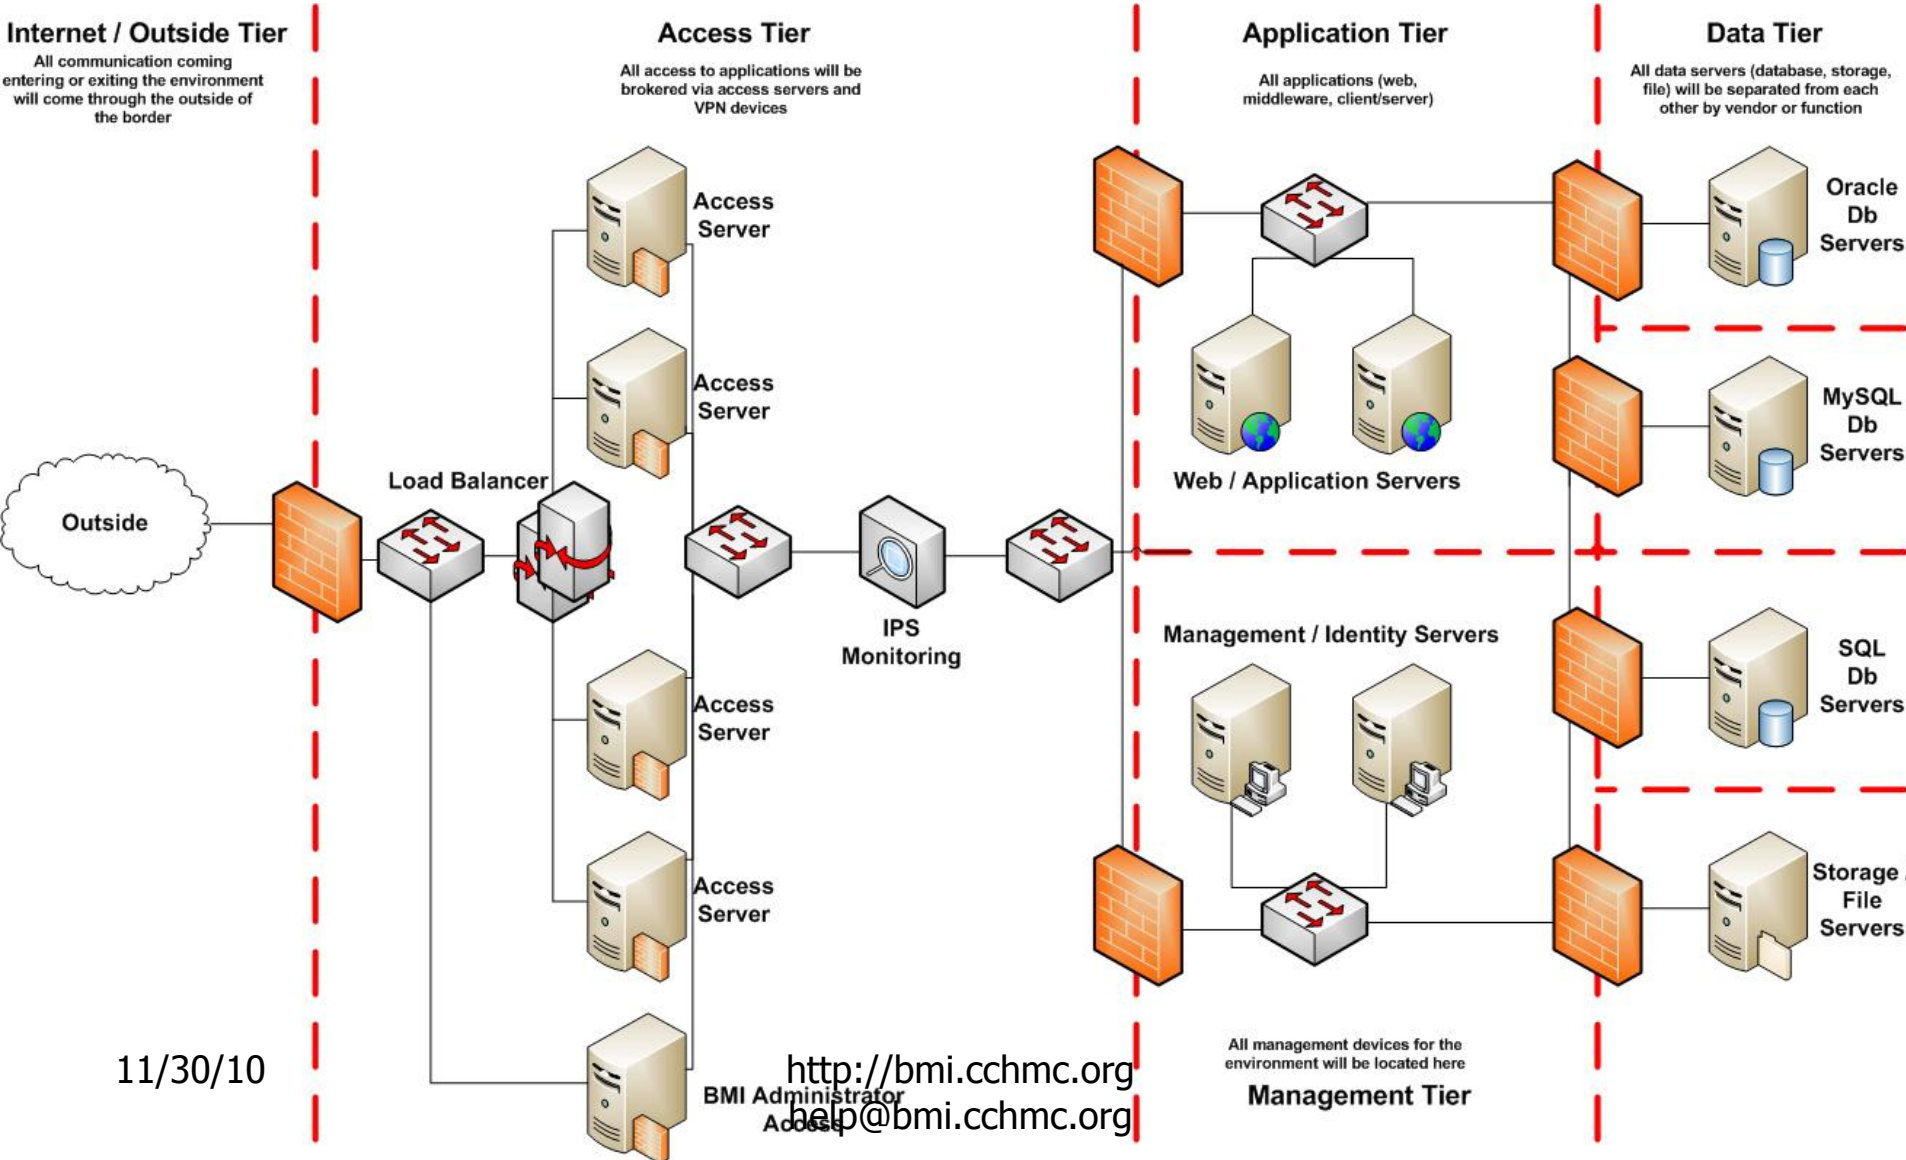 Internet / Outside Tier
All communication coming
entering or exiting the environment
will come through the outside of
the border
Access Tier
All access to applications will be
brokered via access servers and
VPN devices
Application Tier
All applications (web,
middleware, client/server)
Data Tier
All data servers (database, storage,
file) will be separated from each
other by vendor or function
Access
Server
Access
Server
Oracle
Db
Servers
MySQL
Db
Servers
Load Balancer
Web / Application Servers
Outside
IPS
Monitoring
Management / Identity Servers
SQL
Db
Servers
Access
Server
Access
Server
Storage
File
Servers
All management devices for the
environment will be located here
Management Tier
BMI Administrator
Access
11/30/10
http://bmi.cchmc.org
help@bmi.cchmc.org